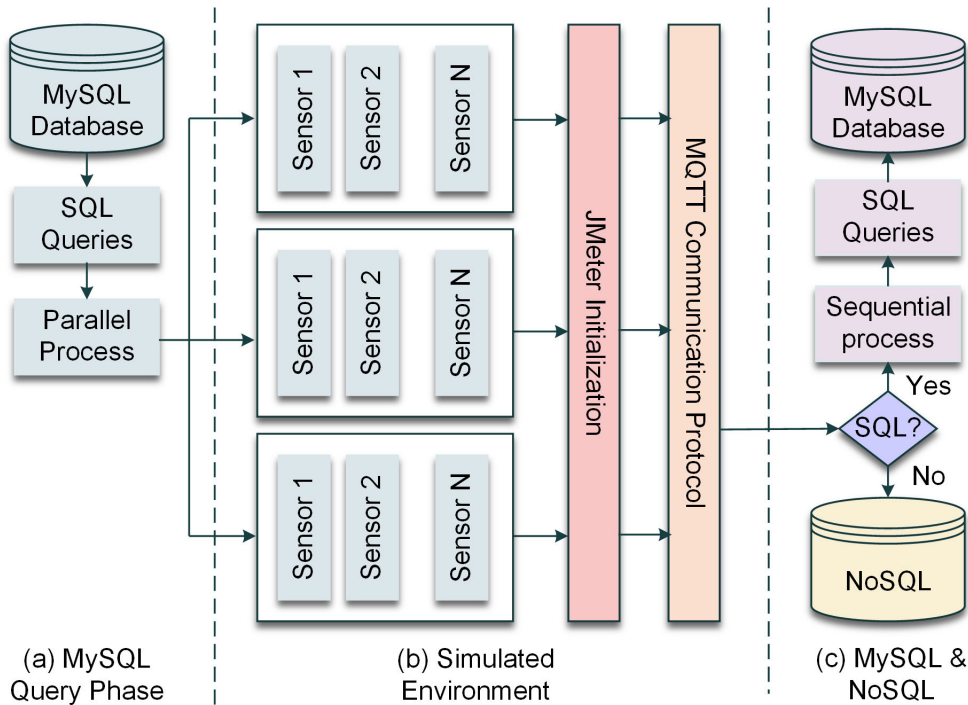 MySQL
Database
SQL
Queries
Parallel
Process
(a) MySQL
Query Phase
Sensor 1
Sensor 2
Sensor N
Sensor 1
Sensor 2
Sensor N
Sensor 1
Sensor 2
Sensor N
JMeter Initialization
MQTT Communication Protocol
(b) Simulated
Environment
MySQL
Database
SQL
Queries
Sequential
process
Yes
SQL?
No
NoSQL
(c) MySQL &
NoSQL